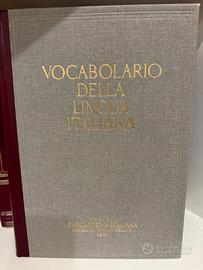 VOCABOLARIO
DELLA
LINGUA
ITALIANA
ENCICLOPEDIA ITALIANA
subito